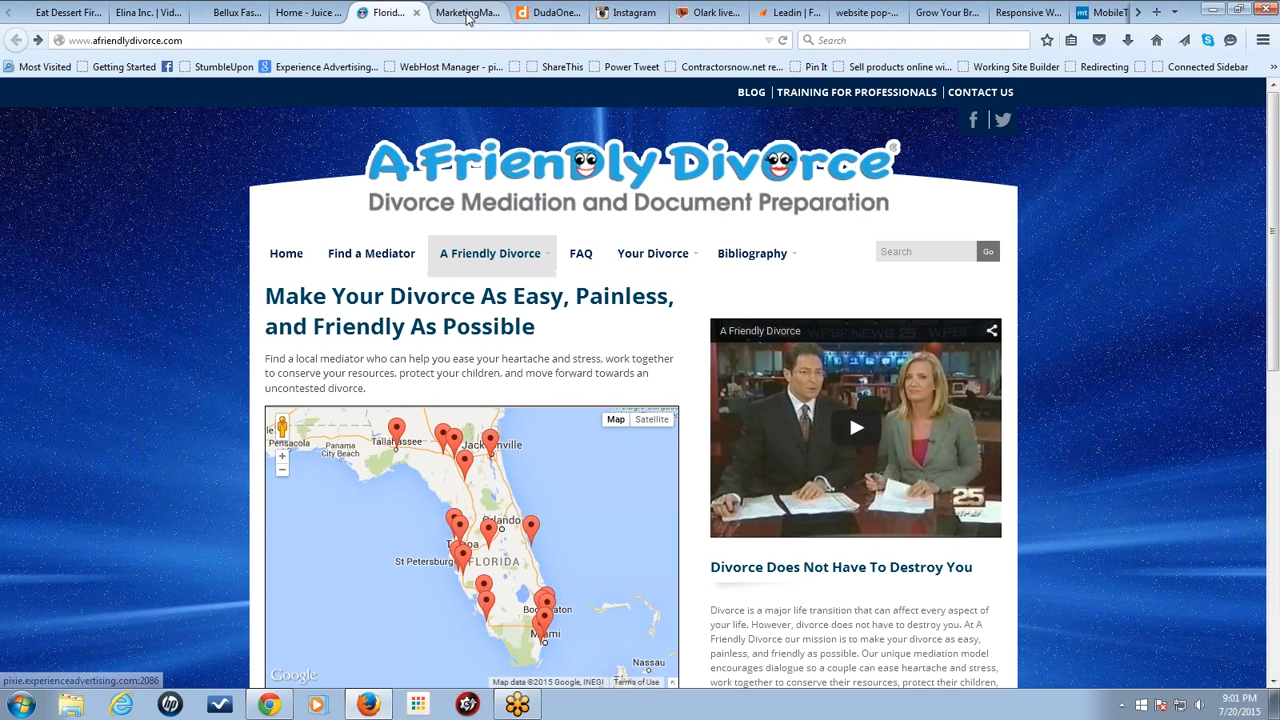 Eat Dessert Fir...
Elina Inc. | Vid...
Bellux Fas...
Home - Juice ...
Florid...
MarketingMa...
DudaOne...
Instagram
Olark live...
Leadin | F...
website pop-...
Grow Your Br...
Responsive W...
mt MobileT
www.afriendlydivorce.com
Search
Most Visited
Getting Started
StumbleUpon
Experience Advertising,...
WebHost Manager - pi...
ShareThis
Power Tweet
Contractorsnow.net re...
Pin It
Sell products online wi...
Working Site Builder
Redirecting
Connected Sidebar
BLOG | TRAINING FOR PROFESSIONALS | CONTACT US
A Friendly Divorce ®
Divorce Mediation and Document Preparation
Home
Find a Mediator
A Friendly Divorce
FAQ
Your Divorce
Bibliography
Search
Go
Make Your Divorce As Easy, Painless,
and Friendly As Possible
Find a local mediator who can help you ease your heartache and stress, work together
to conserve your resources, protect your children, and move forward towards an
uncontested divorce.
Map
Satellite
Pensacola
Panama
City Beach
Tallahassee
Jacksonville
Orlando
Tampa
St Petersburg
FLORIDA
Miami
Nassau
Google
Map data ©2015 Google, INEGI
Terms of Use
A Friendly Divorce
WPBF NEWS 25
25
Divorce Does Not Have To Destroy You
Divorce is a major life transition that can affect every aspect of
your life. However, divorce does not have to destroy you. At A
Friendly Divorce our mission is to make your divorce as easy,
painless, and friendly as possible. Our unique mediation model
encourages dialogue so a couple can ease heartache and stress,
work together to conserve their resources, protect their children,
pixie.experienceadvertising.com:2086
9:01 PM
7/20/2015